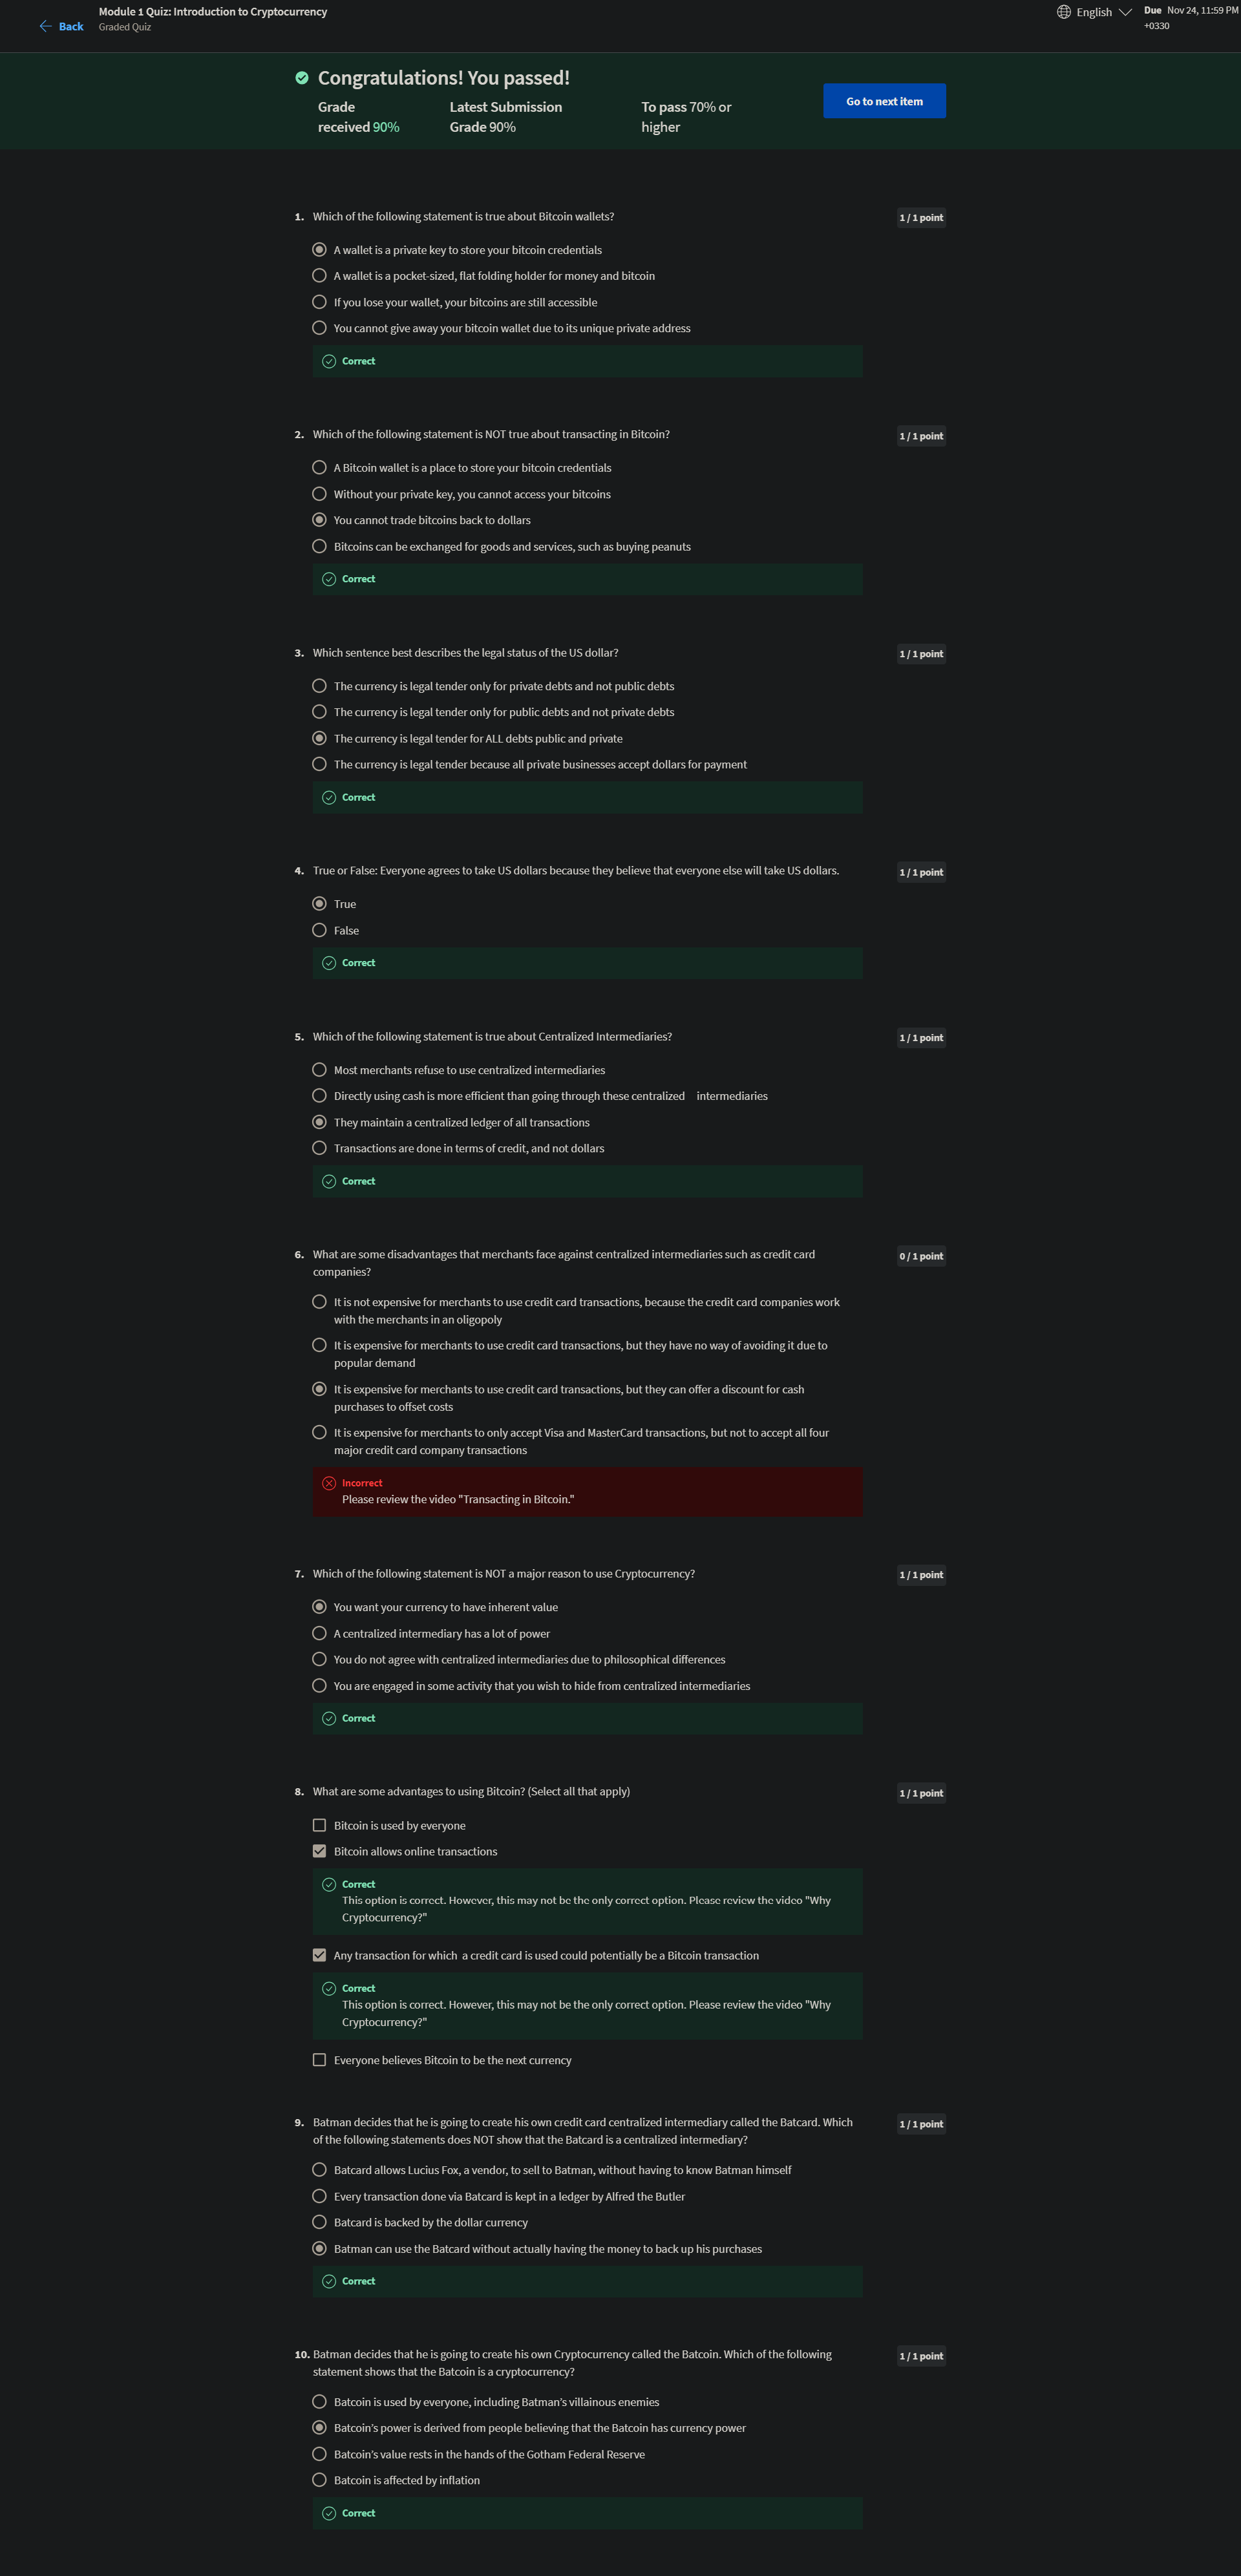 Back
Module 1 Quiz: Introduction to Cryptocurrency
Graded Quiz
English
Due Nov 24, 11:59 PM
+0330
Congratulations! You passed!
Grade
received 90%
Latest Submission
Grade 90%
To pass 70% or
higher
Go to next item
1. Which of the following statement is true about Bitcoin wallets?
1 / 1 point
A wallet is a private key to store your bitcoin credentials
A wallet is a pocket-sized, flat folding holder for money and bitcoin
If you lose your wallet, your bitcoins are still accessible
You cannot give away your bitcoin wallet due to its unique private address
Correct
2. Which of the following statement is NOT true about transacting in Bitcoin?
1 / 1 point
A Bitcoin wallet is a place to store your bitcoin credentials
Without your private key, you cannot access your bitcoins
You cannot trade bitcoins back to dollars
Bitcoins can be exchanged for goods and services, such as buying peanuts
Correct
3. Which sentence best describes the legal status of the US dollar?
1 / 1 point
The currency is legal tender only for private debts and not public debts
The currency is legal tender only for public debts and not private debts
The currency is legal tender for ALL debts public and private
The currency is legal tender because all private businesses accept dollars for payment
Correct
4. True or False: Everyone agrees to take US dollars because they believe that everyone else will take US dollars.
1 / 1 point
True
False
Correct
5. Which of the following statement is true about Centralized Intermediaries?
1 / 1 point
Most merchants refuse to use centralized intermediaries
Directly using cash is more efficient than going through these centralized intermediaries
They maintain a centralized ledger of all transactions
Transactions are done in terms of credit, and not dollars
Correct
6. What are some disadvantages that merchants face against centralized intermediaries such as credit card
companies?
0 / 1 point
It is not expensive for merchants to use credit card transactions, because the credit card companies work
with the merchants in an oligopoly
It is expensive for merchants to use credit card transactions, but they have no way of avoiding it due to
popular demand
It is expensive for merchants to use credit card transactions, but they can offer a discount for cash
purchases to offset costs
It is expensive for merchants to only accept Visa and MasterCard transactions, but not to accept all four
major credit card company transactions
Incorrect
Please review the video "Transacting in Bitcoin."
7. Which of the following statement is NOT a major reason to use Cryptocurrency?
1 / 1 point
You want your currency to have inherent value
A centralized intermediary has a lot of power
You do not agree with centralized intermediaries due to philosophical differences
You are engaged in some activity that you wish to hide from centralized intermediaries
Correct
8. What are some advantages to using Bitcoin? (Select all that apply)
1 / 1 point
Bitcoin is used by everyone
Bitcoin allows online transactions
Correct
This option is correct. However, this may not be the only correct option. Please review the video "Why
Cryptocurrency?"
Any transaction for which a credit card is used could potentially be a Bitcoin transaction
Correct
This option is correct. However, this may not be the only correct option. Please review the video "Why
Cryptocurrency?"
Everyone believes Bitcoin to be the next currency
9. Batman decides that he is going to create his own credit card centralized intermediary called the Batcard. Which
of the following statements does NOT show that the Batcard is a centralized intermediary?
1 / 1 point
Batcard allows Lucius Fox, a vendor, to sell to Batman, without having to know Batman himself
Every transaction done via Batcard is kept in a ledger by Alfred the Butler
Batcard is backed by the dollar currency
Batman can use the Batcard without actually having the money to back up his purchases
Correct
10. Batman decides that he is going to create his own Cryptocurrency called the Batcoin. Which of the following
statement shows that the Batcoin is a cryptocurrency?
1 / 1 point
Batcoin is used by everyone, including Batman's villainous enemies
Batcoin's power is derived from people believing that the Batcoin has currency power
Batcoin's value rests in the hands of the Gotham Federal Reserve
Batcoin is affected by inflation
Correct